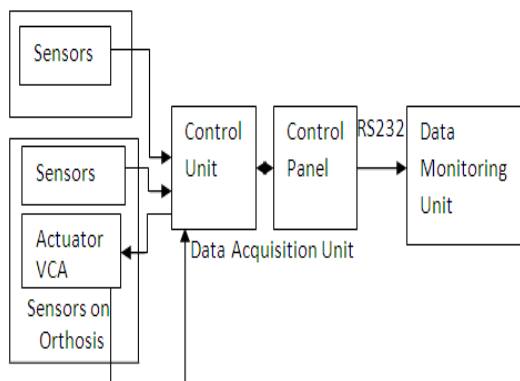 Sensors
Sensors
Actuator
VCA
Sensors on
Orthosis
Control
Unit
Control
Panel
Data Acquisition Unit
RS232
Data
Monitoring
Unit